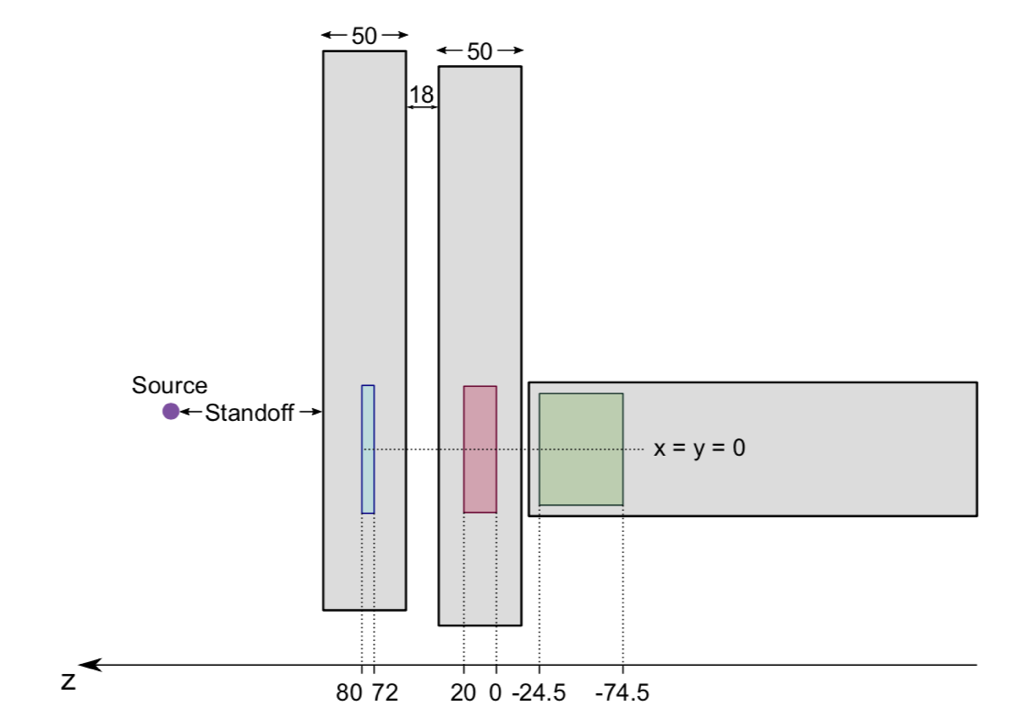 50
50
18
Source
Standoff
x = y = 0
z
80 72 20 0 -24.5 -74.5